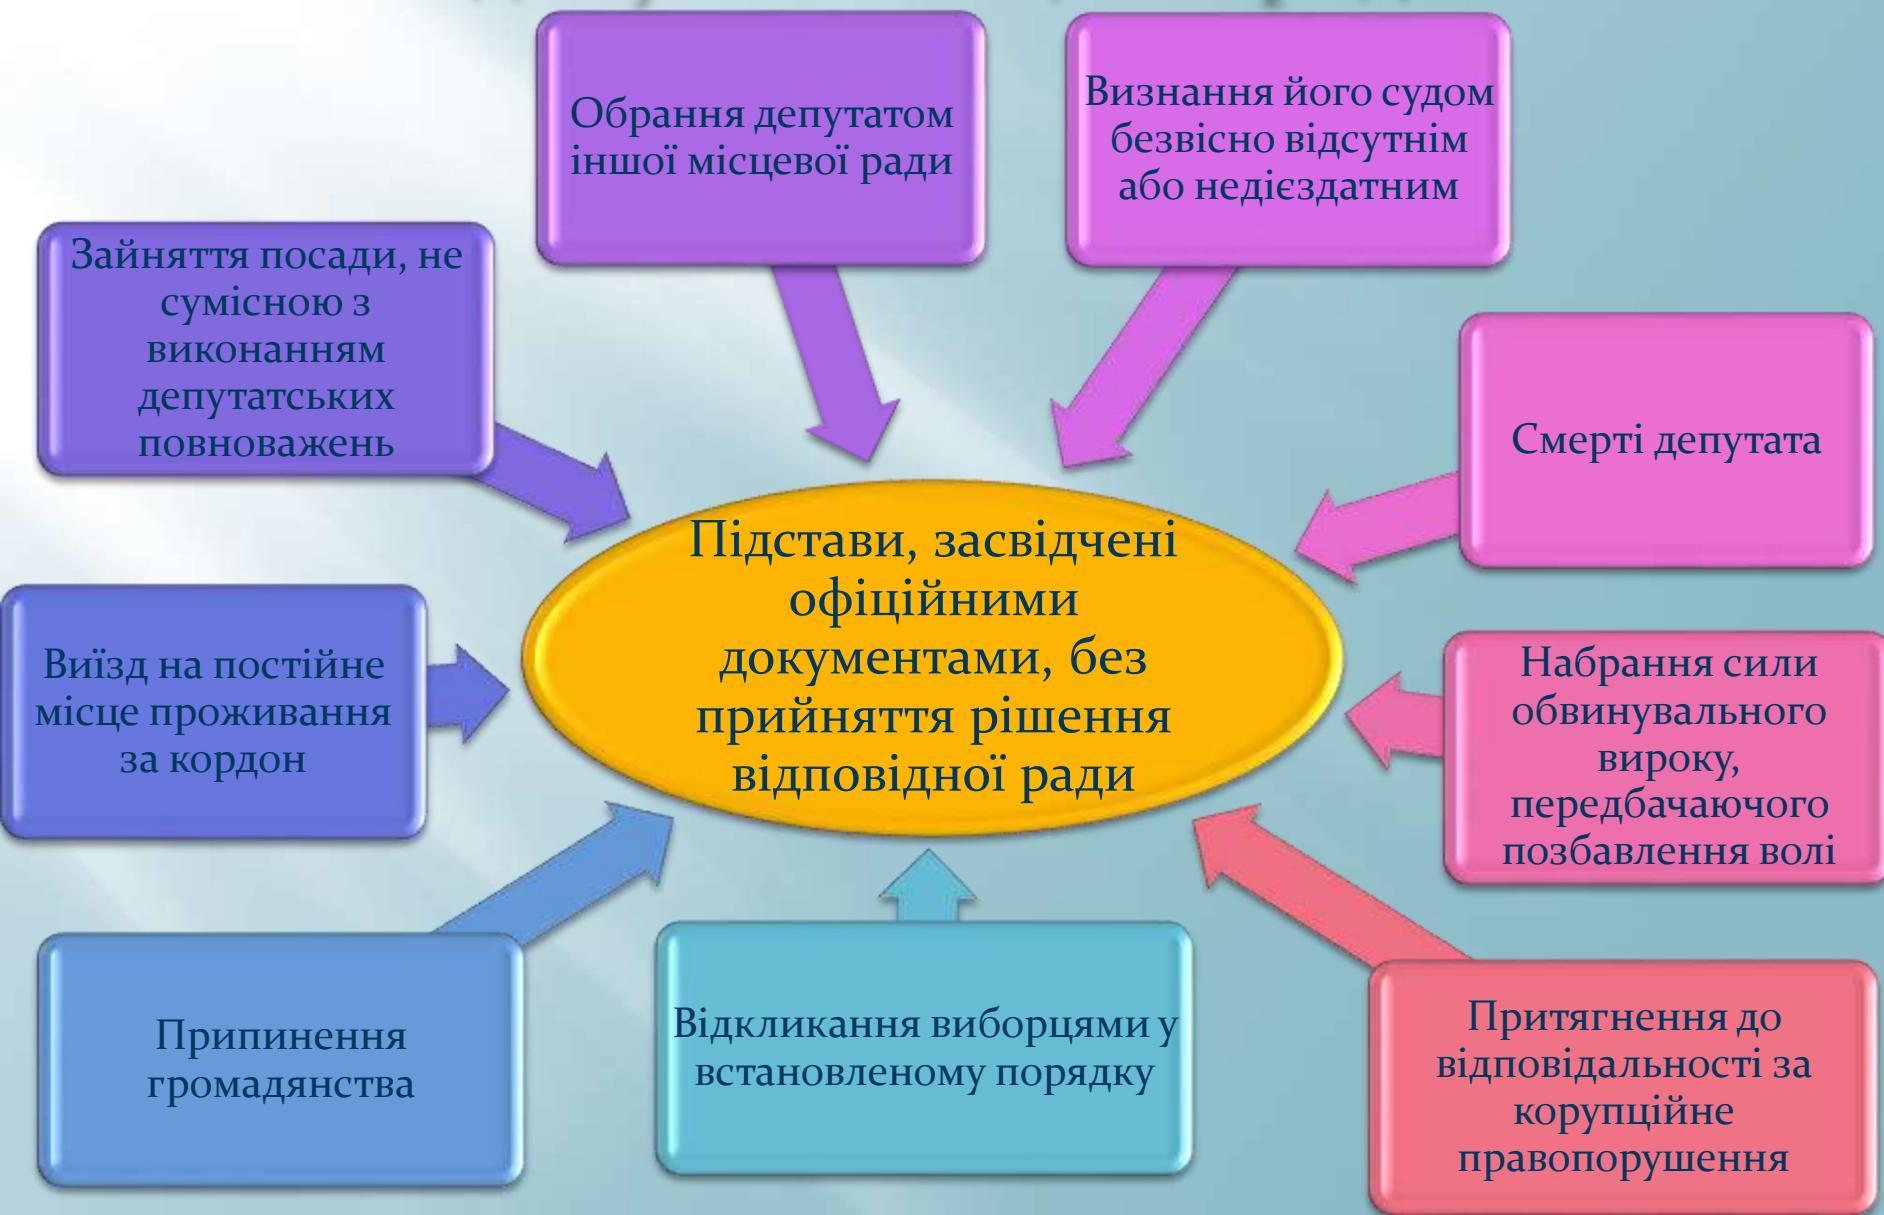 Обрання депутатом
іншої місцевої ради
Визнання його судом
безвісно відсутнім
або недієздатним
Зайняття посади, не
сумісною з
виконанням
депутатських
повноважень
Смерті депутата
Підстави, засвідчені
офіційними
документами, без
прийняття рішення
відповідної ради
Виїзд на постійне
місце проживання
за кордон
Набрання сили
обвинувального
вироку,
передбачаючого
позбавлення волі
Припинення
громадянства
Відкликання виборцями у
встановленому порядку
Притягнення до
відповідальності за
корупційне
правопорушення